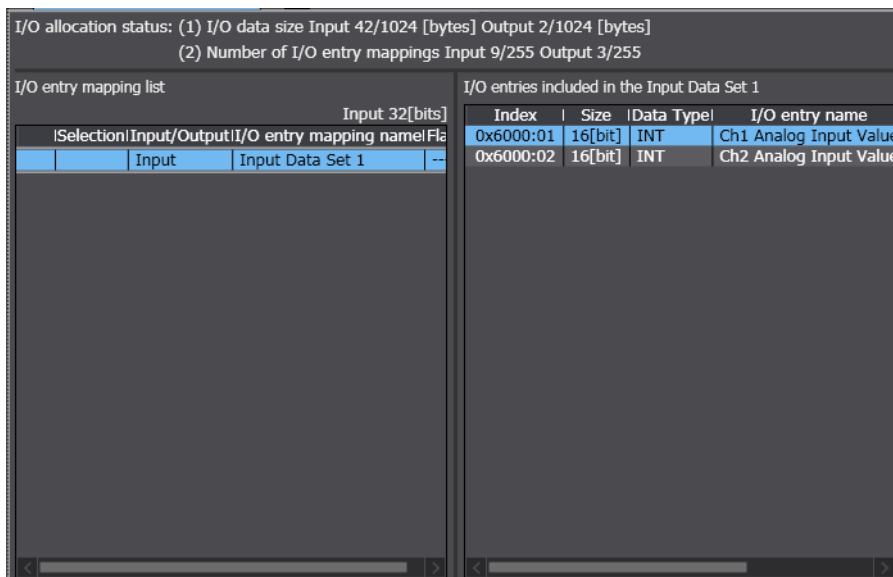 I/O allocation status: (1) I/O data size Input 42/1024 [bytes] Output 2/1024 [bytes]
(2) Number of I/O entry mappings Input 9/255 Output 3/255
I/O entry mapping list
Input 32[bits]
Selection Input/Output I/O entry mapping name Fla
Input Input Data Set 1 ---
I/O entries included in the Input Data Set 1
Index Size Data Type I/O entry name
0x6000:01 16[bit] INT Ch1 Analog Input Value
0x6000:02 16[bit] INT Ch2 Analog Input Value